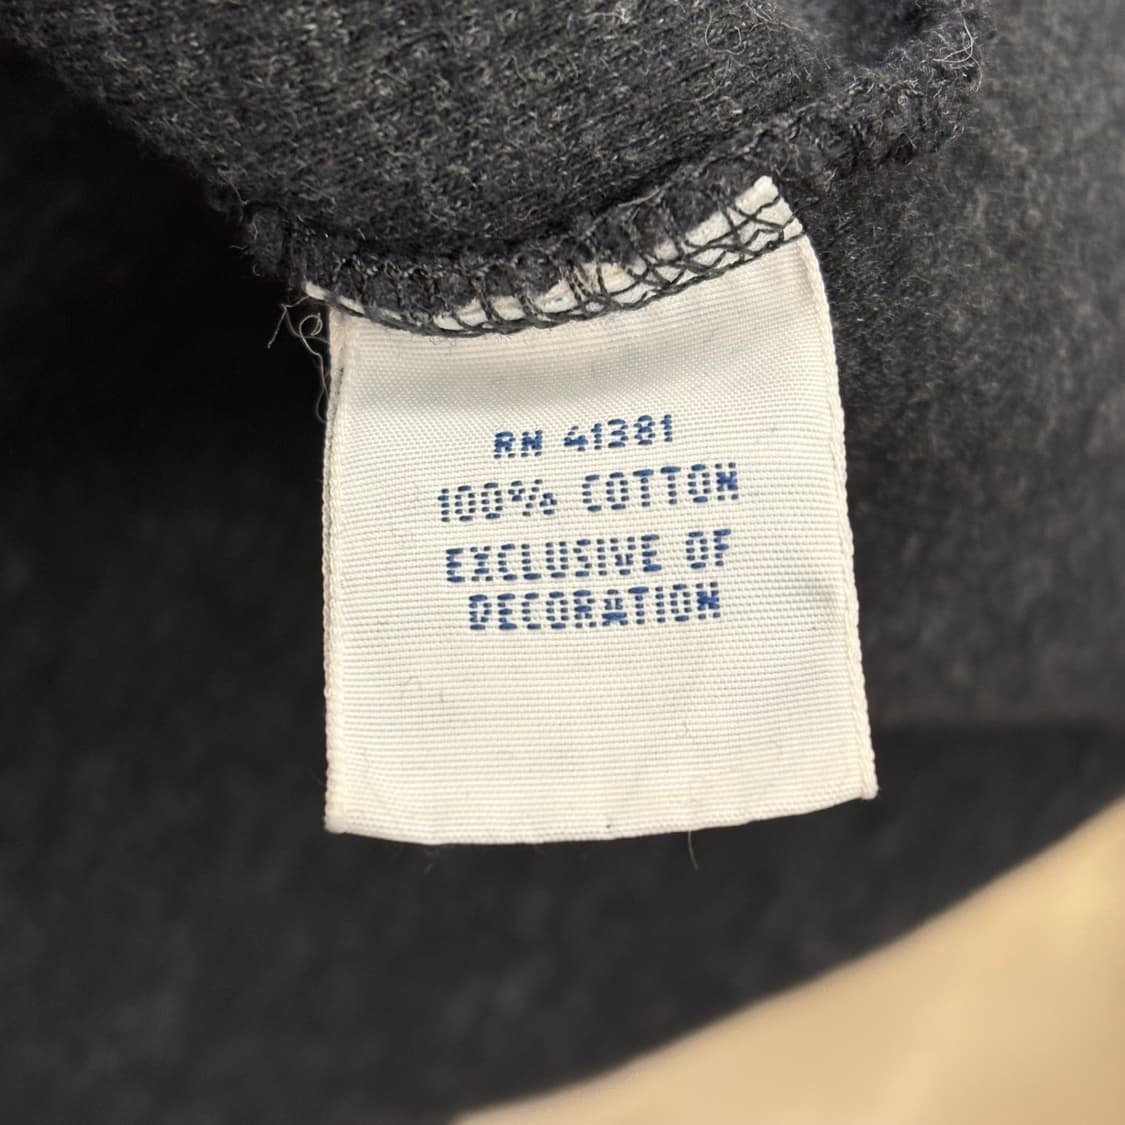 RN 41381
100% COTTON
EXCLUSIVE OF
DECORATION